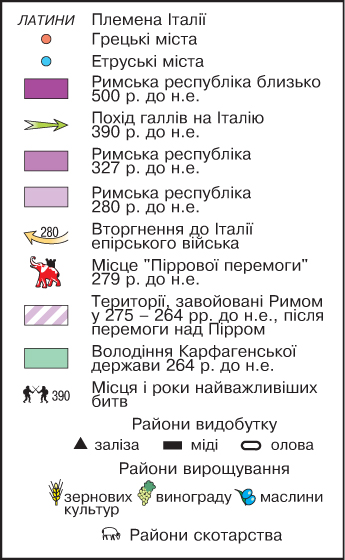 ЛАТИНИ Племена Італії
Грецькі міста
Етруські міста
Римська республіка близько
500 р. до н.е.
Похід галлів на Італію
390 р. до н.е.
Римська республіка
327 р. до н.е.
Римська республіка
280 р. до н.е.
280 Вторгнення до Італії
епірського війська
Місце "Піррової перемоги"
279 р. до н.е.
Території, завойовані Римом
у 275 – 264 рр. до н.е., після
перемоги над Пірром
Володіння Карфагенської
держави 264 р. до н.е.
390 Місця і роки найважливіших
битв
Райони видобутку
заліза міді олова
Райони вирощування
зернових винограду маслини
культур
Райони скотарства